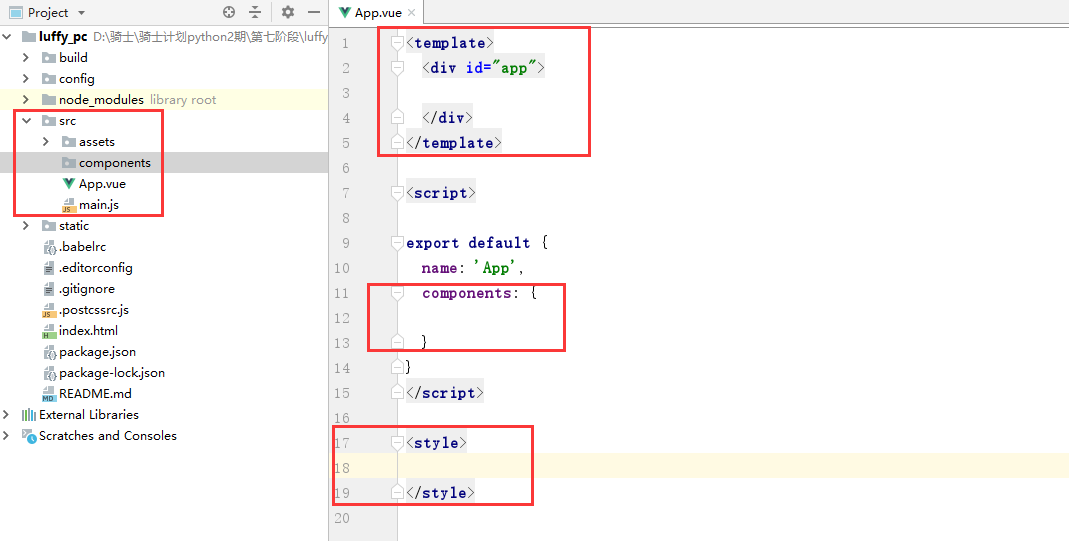 Project
luffy_pc D:\骑士\骑士计划python2期\第七阶段\luffy
build
config
node_modules library root
src
assets
components
App.vue
main.js
static
.babelrc
.editorconfig
.gitignore
.postcssrc.js
index.html
package.json
package-lock.json
README.md
External Libraries
Scratches and Consoles
App.vue
1 <template>
2 <div id="app">
3
4 </div>
5 </template>
6
7 <script>
8
9 export default {
10 name: 'App',
11 components: {
12
13 }
14 }
15 </script>
16
17 <style>
18
19 </style>
20